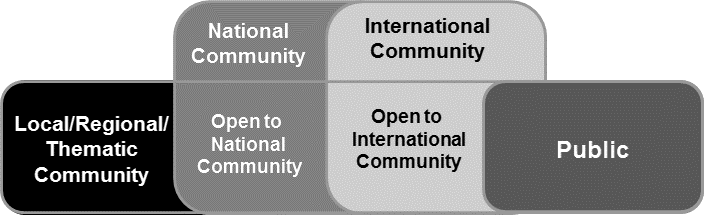 National
Community
International
Community
Local/Regional/
Thematic
Community
Open to
National
Community
Open to
International
Community
Public